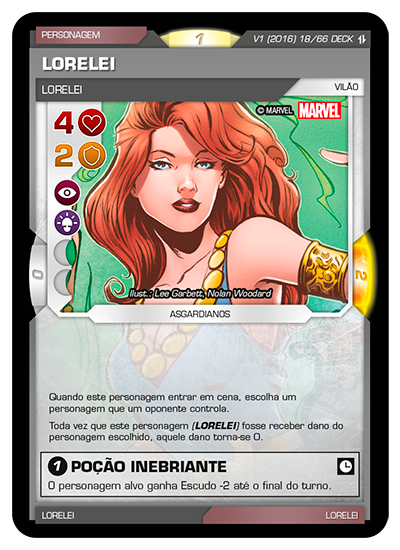 PERSONAGEM
1
V1 (2016) 18/66 DECK
LORELEI
LORELEI
VILÃO
© MARVEL MARVEL
4
2
0
2
Ilust.: Lee Garbett, Nolan Woodard
ASGARDIANOS
Quando este personagem entrar em cena, escolha um
personagem que um oponente controla.
Toda vez que este personagem (LORELEI) fosse receber dano do
personagem escolhido, aquele dano torna-se 0.
1 POÇÃO INEBRIANTE
O personagem alvo ganha Escudo -2 até o final do turno.
LORELEI
LORELEI